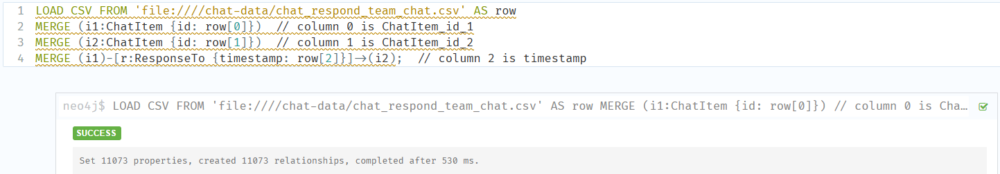 1 LOAD CSV FROM 'file:////chat-data/chat_respond_team_chat.csv' AS row
2 MERGE (i1:ChatItem {id: row[0]})  // column 0 is ChatItem_id_1
3 MERGE (i2:ChatItem {id: row[1]})  // column 1 is ChatItem_id_2
4 MERGE (i1)-[r:ResponseTo {timestamp: row[2]}]->(i2);  // column 2 is timestamp
neo4j$ LOAD CSV FROM 'file:////chat-data/chat_respond_team_chat.csv' AS row MERGE (i1:ChatItem {id: row[0]}) // column 0 is Cha…
SUCCESS
Set 11073 properties, created 11073 relationships, completed after 530 ms.